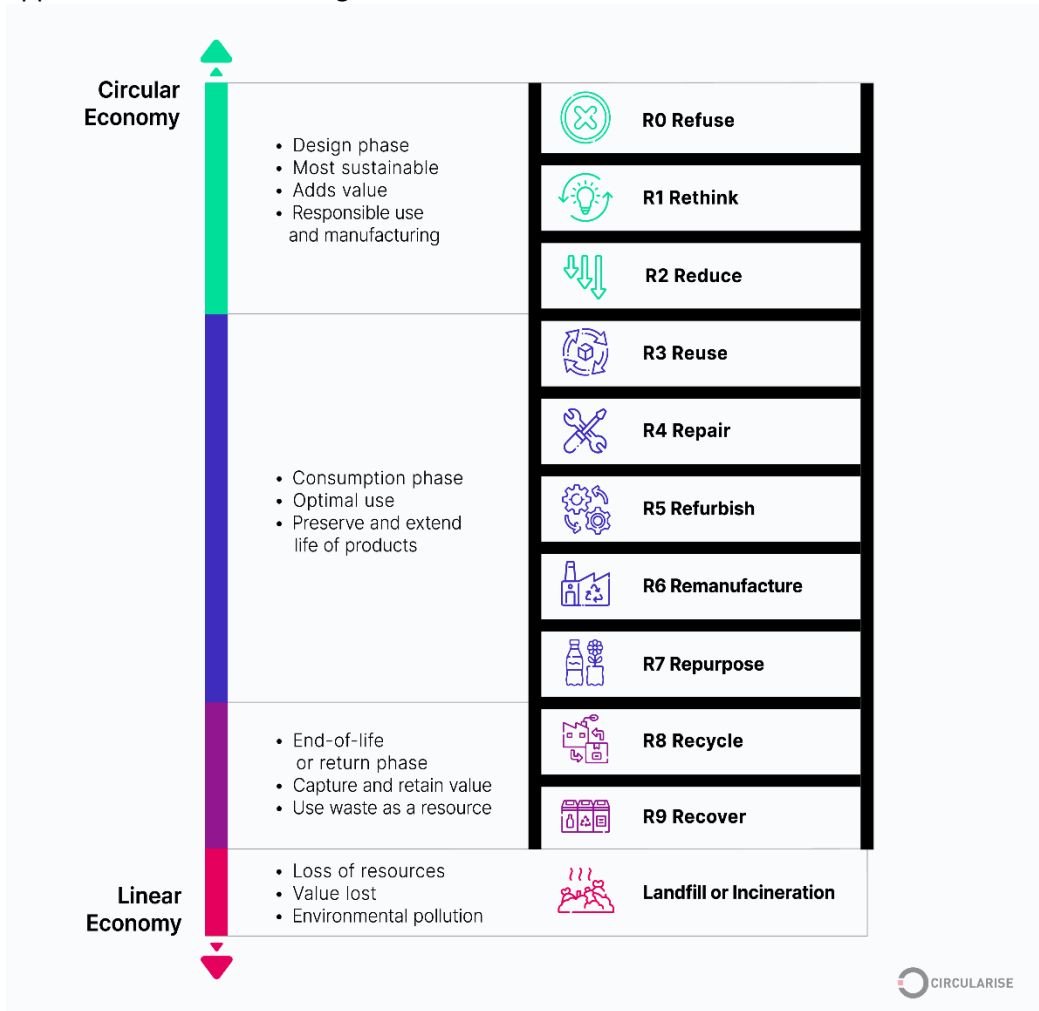 Circular
Economy
• Design phase
• Most sustainable
• Adds value
• Responsible use
and manufacturing
R0 Refuse
R1 Rethink
R2 Reduce
• Consumption phase
• Optimal use
• Preserve and extend
life of products
R3 Reuse
R4 Repair
R5 Refurbish
R6 Remanufacture
R7 Repurpose
• End-of-life
or return phase
• Capture and retain value
• Use waste as a resource
R8 Recycle
R9 Recover
Linear
Economy
• Loss of resources
• Value lost
• Environmental pollution
Landfill or Incineration
CIRCULARISE